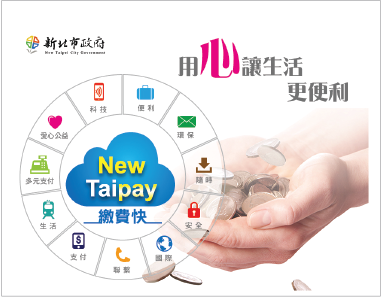 新北市政府
New Taipei City Government
用心讓生活
更便利
科技
便利
愛心公益
環保
多元支付
隨時
生活
安全
支付
聯繫
國際
New
Taipay
繳費快